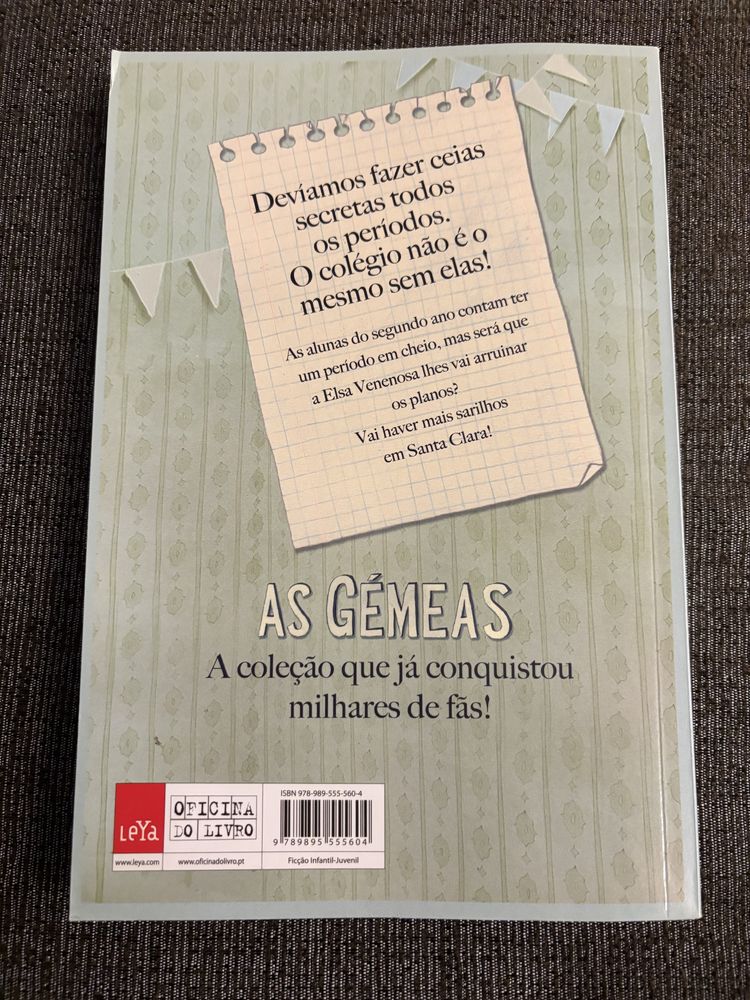 Devíamos fazer ceias
secretas todos
os períodos.
O colégio não é o
mesmo sem elas!
As alunas do segundo ano contam ter
um período em cheio, mas será que
a Elsa Venenosa lhes vai arruinar
os planos?
Vai haver mais sarilhos
em Santa Clara!
AS GÉMEAS
A coleção que já conquistou
milhares de fãs!
LeYa
www.leya.com
OFICINA
DO LIVRO
www.oficinadolivro.pt
ISBN 978-989-555-560-4
9 789895 555604
Ficção Infantil-Juvenil